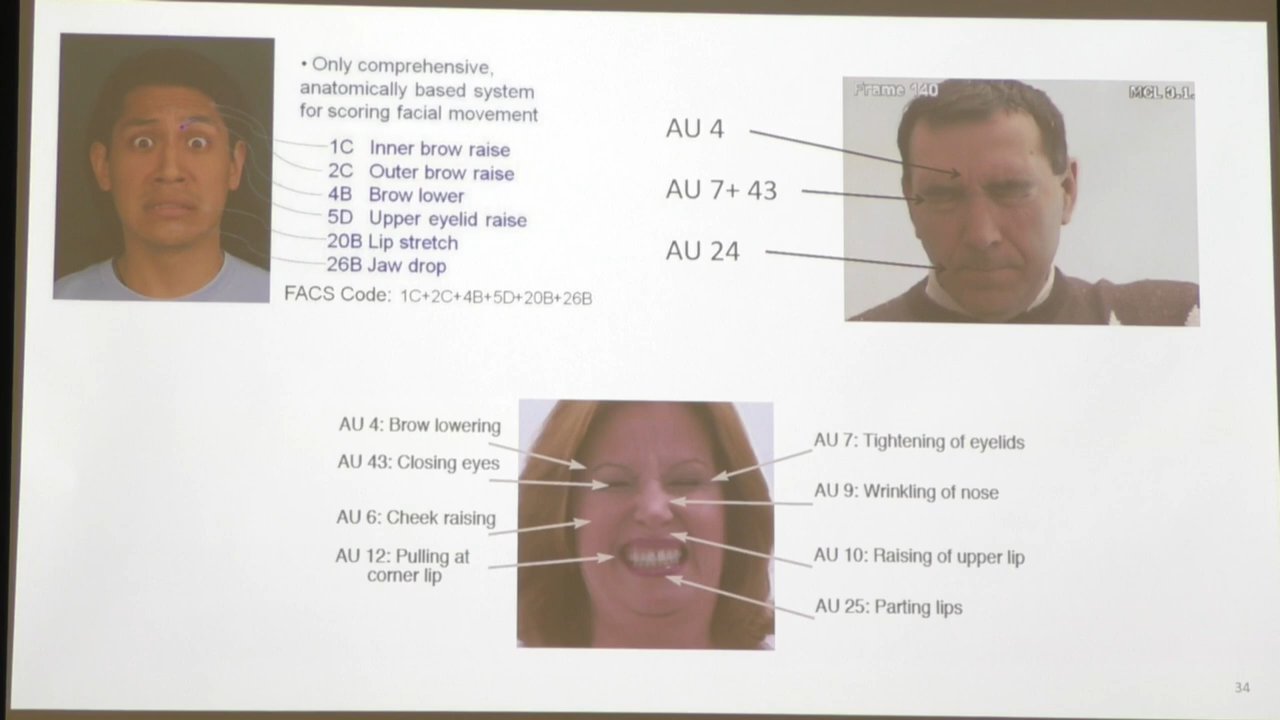 • Only comprehensive,
anatomically based system
for scoring facial movement
1C Inner brow raise
2C Outer brow raise
4B Brow lower
5D Upper eyelid raise
20B Lip stretch
26B Jaw drop
FACS Code: 1C+2C+4B+5D+20B+26B
Frame 140
MCL 3.1.
AU 4
AU 7+ 43
AU 24
AU 4: Brow lowering
AU 43: Closing eyes
AU 6: Cheek raising
AU 12: Pulling at
corner lip
AU 7: Tightening of eyelids
AU 9: Wrinkling of nose
AU 10: Raising of upper lip
AU 25: Parting lips
34